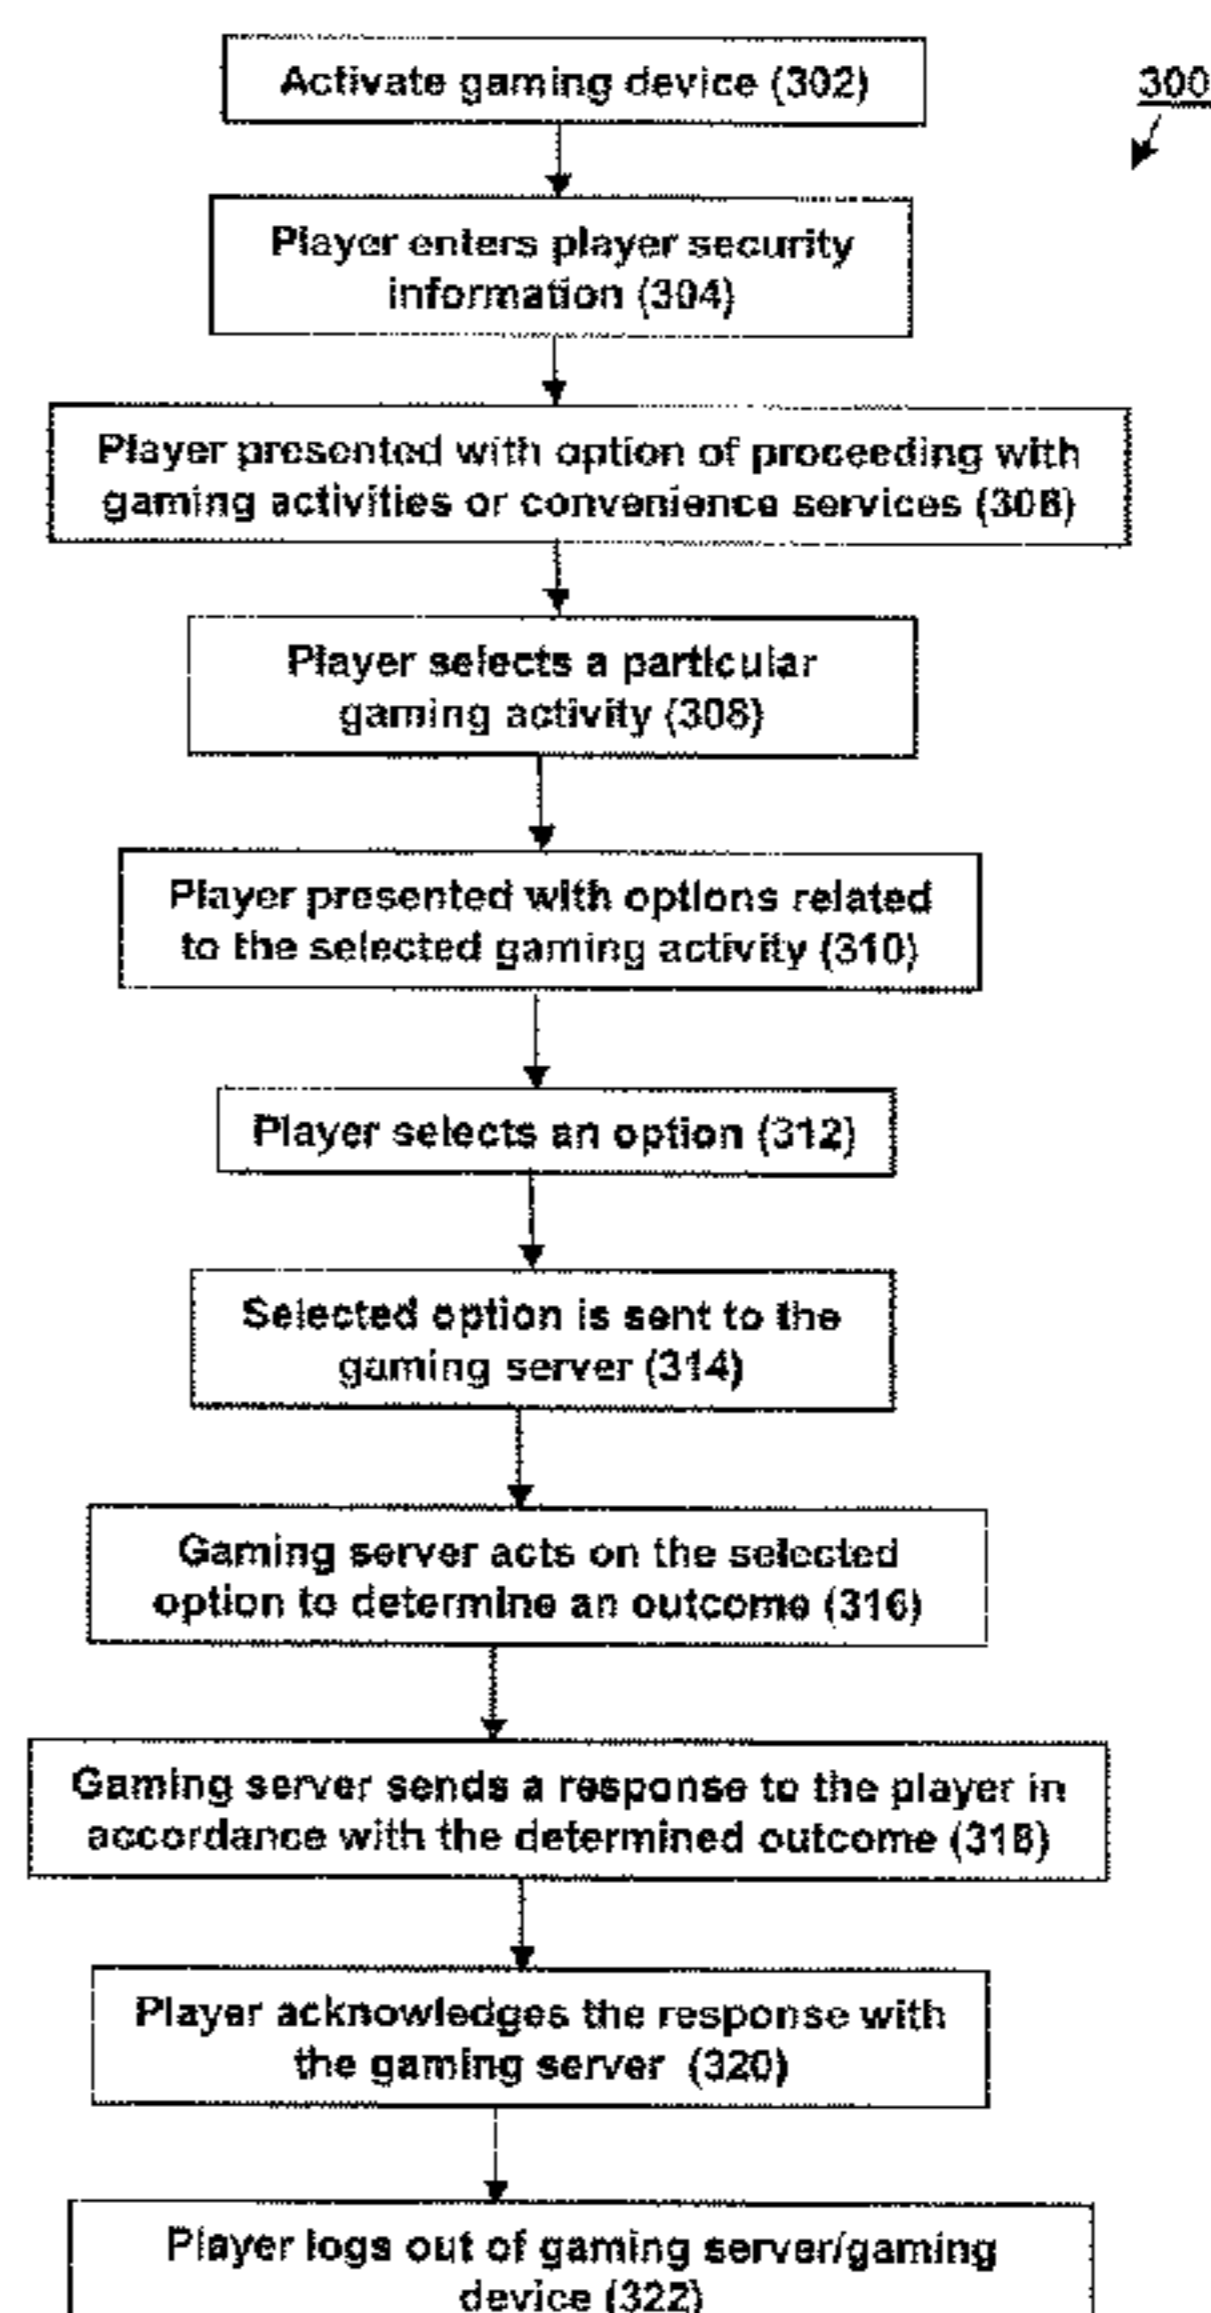 300
Activate gaming device (302)
Player enters player security
information (304)
Player presented with option of proceeding with
gaming activities or convenience services (306)
Player selects a particular
gaming activity (308)
Player presented with options related
to the selected gaming activity (310)
Player selects an option (312)
Selected option is sent to the
gaming server (314)
Gaming server acts on the selected
option to determine an outcome (316)
Gaming server sends a response to the player in
accordance with the determined outcome (318)
Player acknowledges the response with
the gaming server (320)
Player logs out of gaming server/gaming
device (322)